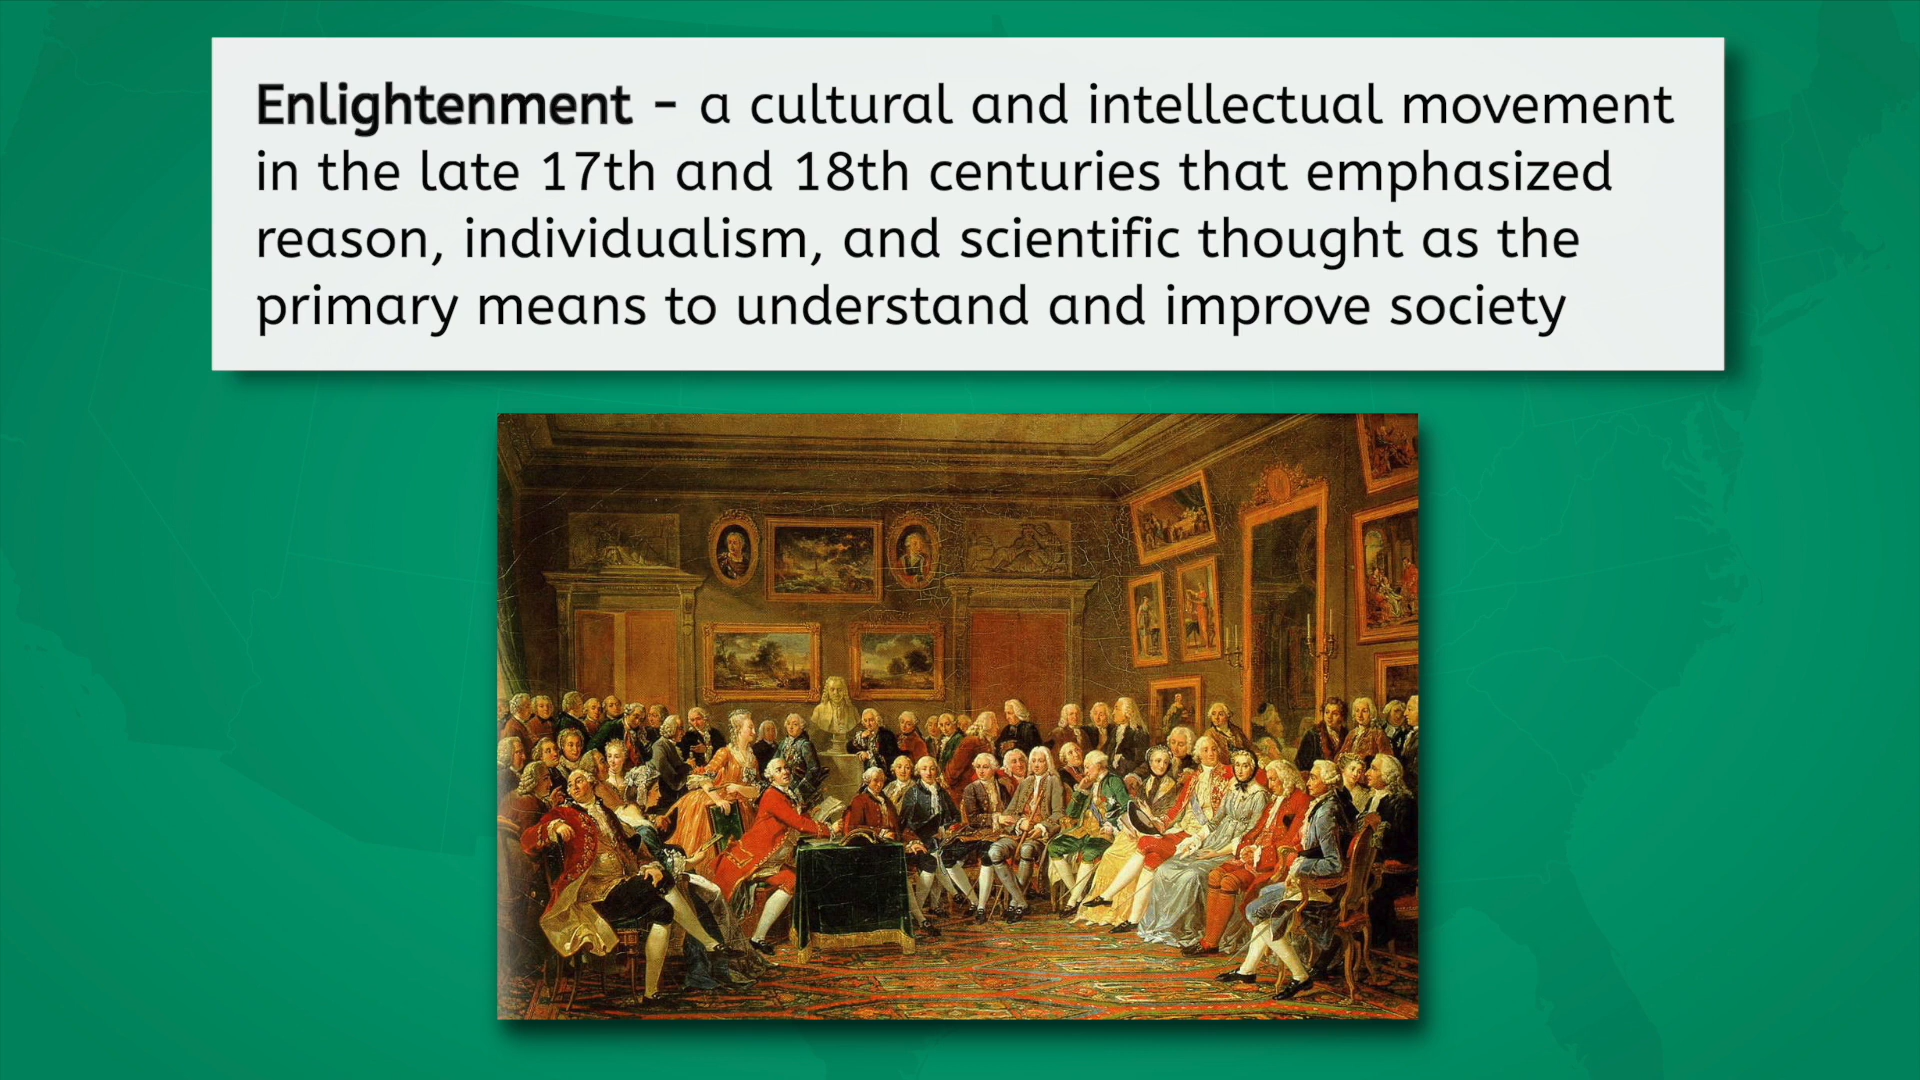 Enlightenment - a cultural and intellectual movement
in the late 17th and 18th centuries that emphasized
reason, individualism, and scientific thought as the
primary means to understand and improve society